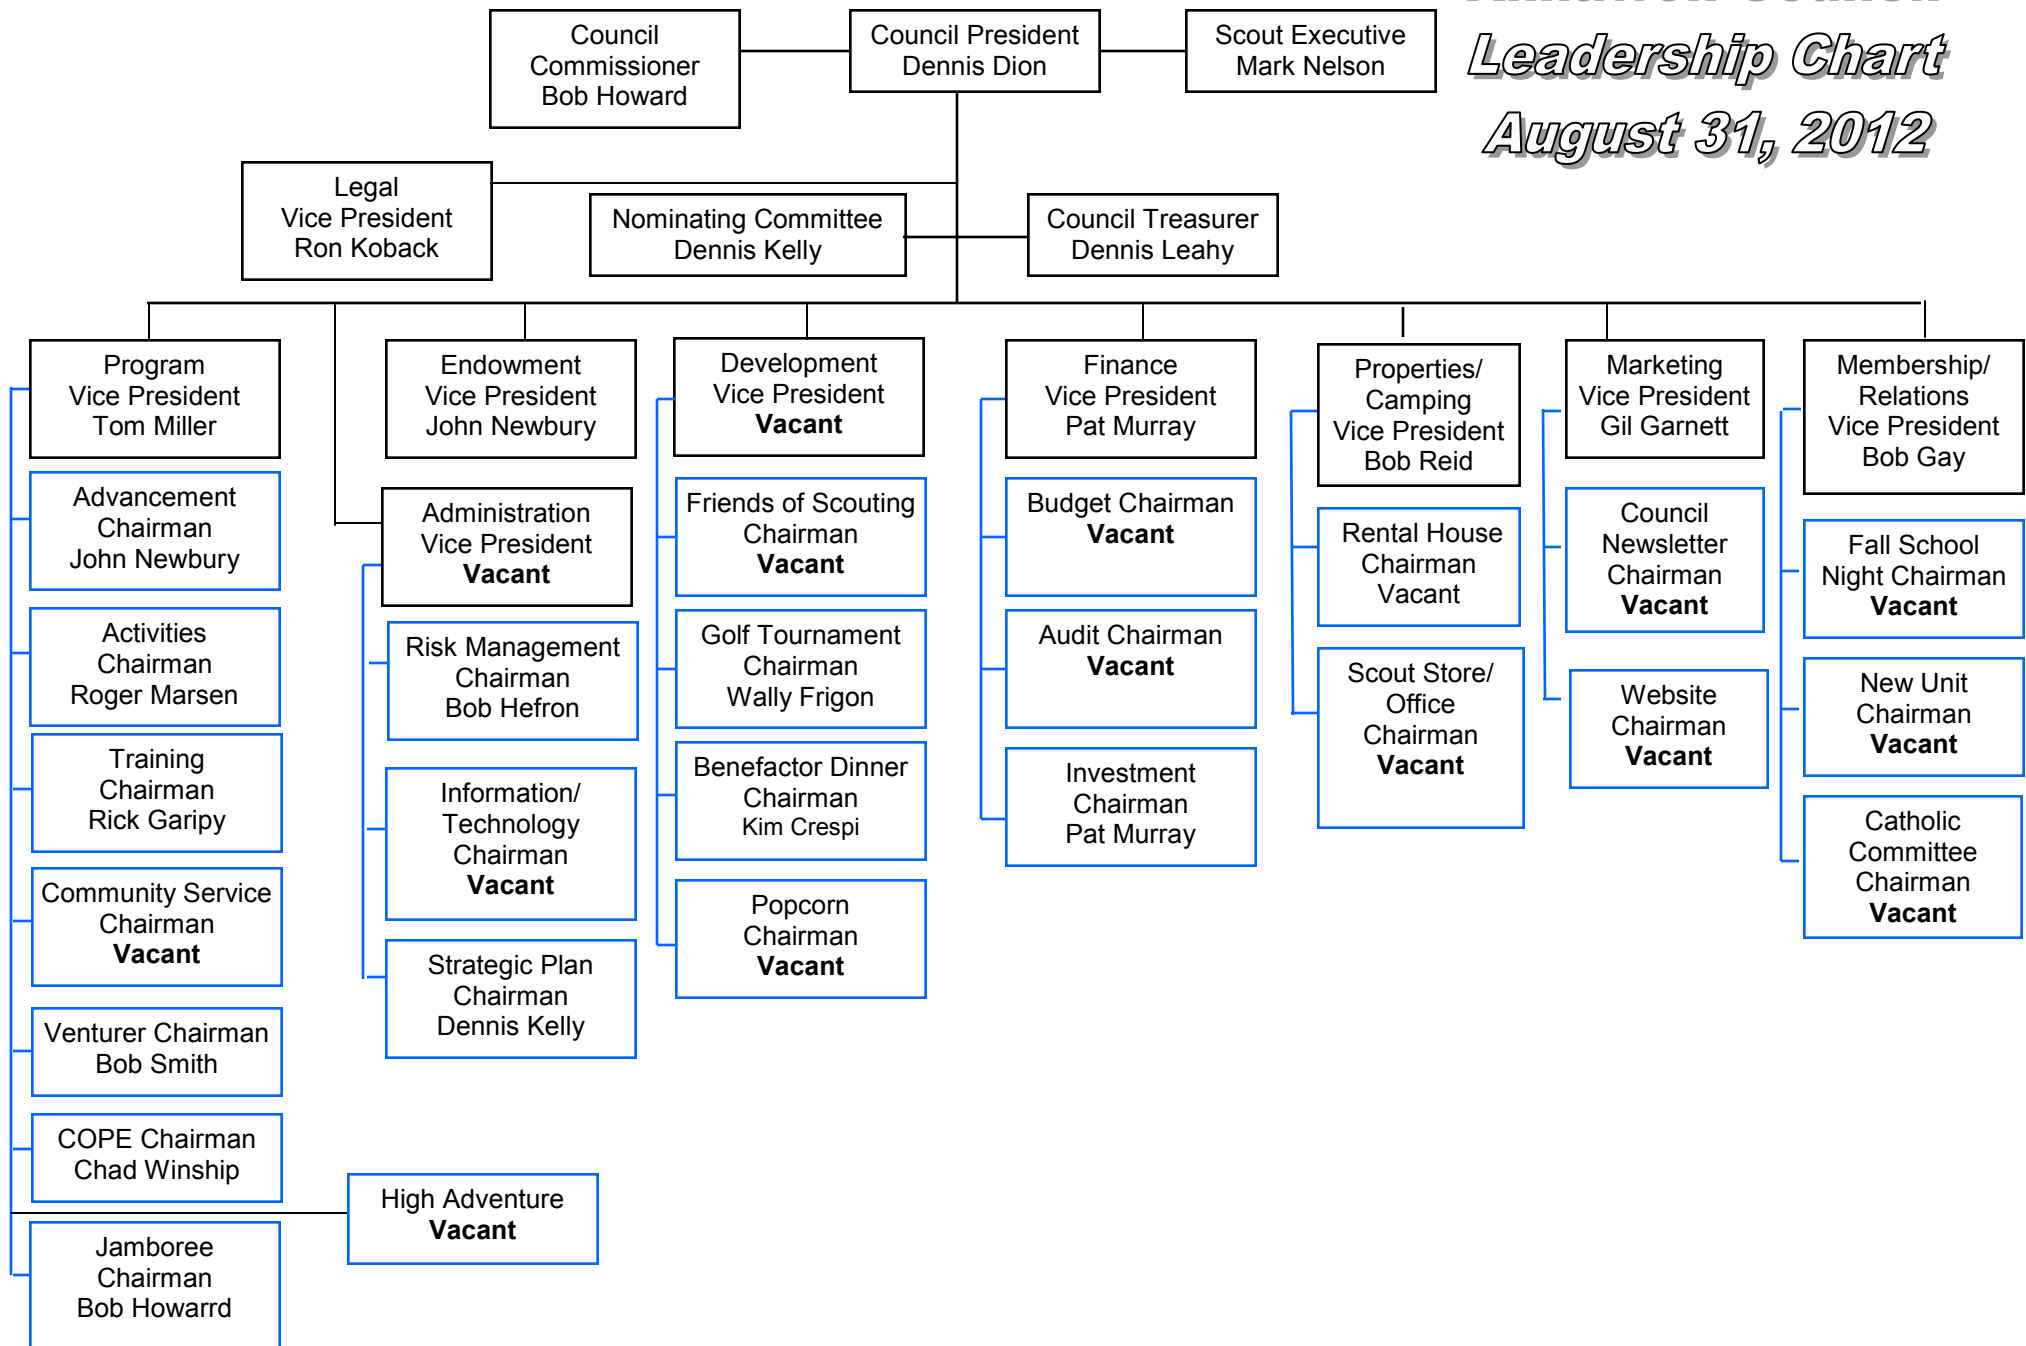 Council
Leadership Chart
August 31, 2012
Council
Commissioner
Bob Howard
Council President
Dennis Dion
Scout Executive
Mark Nelson
Legal
Vice President
Ron Koback
Nominating Committee
Dennis Kelly
Council Treasurer
Dennis Leahy
Program
Vice President
Tom Miller
Advancement
Chairman
John Newbury
Activities
Chairman
Roger Marsen
Training
Chairman
Rick Garipy
Community Service
Chairman
Vacant
Venturer Chairman
Bob Smith
COPE Chairman
Chad Winship
High Adventure
Vacant
Jamboree
Chairman
Bob Howarrd
Endowment
Vice President
John Newbury
Administration
Vice President
Vacant
Risk Management
Chairman
Bob Hefron
Information/
Technology
Chairman
Vacant
Strategic Plan
Chairman
Dennis Kelly
Development
Vice President
Vacant
Friends of Scouting
Chairman
Vacant
Golf Tournament
Chairman
Wally Frigon
Benefactor Dinner
Chairman
Kim Crespi
Popcorn
Chairman
Vacant
Finance
Vice President
Pat Murray
Budget Chairman
Vacant
Audit Chairman
Vacant
Investment
Chairman
Pat Murray
Properties/
Camping
Vice President
Bob Reid
Rental House
Chairman
Vacant
Scout Store/
Office
Chairman
Vacant
Marketing
Vice President
Gil Garnett
Council
Newsletter
Chairman
Vacant
Website
Chairman
Vacant
Membership/
Relations
Vice President
Bob Gay
Fall School
Night Chairman
Vacant
New Unit
Chairman
Vacant
Catholic
Committee
Chairman
Vacant